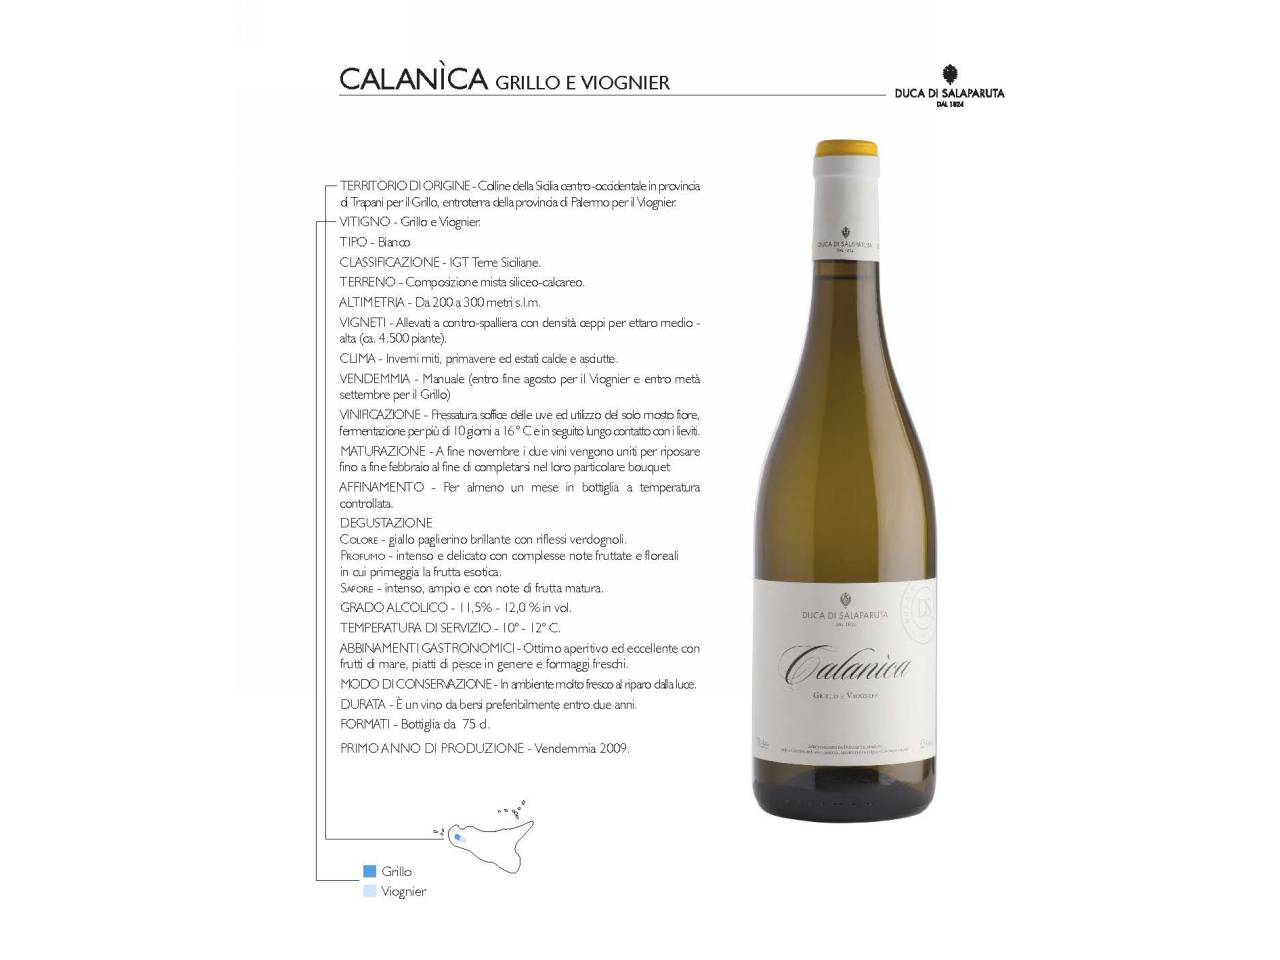 CALANÌCA GRILLO E VIOGNIER
DUCA DI SALAPARUTA
DAL 1824
TERRITORIO DI ORIGINE - Colline della Sicilia centro-occidentale in provincia
di Trapani per il Grillo, entroterra della provincia di Palermo per il Viognier.
VITIGNO - Grillo e Viognier.
TIPO - Bianco
CLASSIFICAZIONE - IGT Terre Siciliane.
TERRENO - Composizione mista siliceo-calcareo.
ALTIMETRIA - Da 200 a 300 metri s.l.m.
VIGNETI - Allevati a contro-spalliera con densità ceppi per ettaro medio -
alta (ca. 4.500 piante).
CLIMA - Inverni miti, primavere ed estati calde e asciutte.
VENDEMMIA - Manuale (entro fine agosto per il Viognier e entro metà
settembre per il Grillo)
VINIFICAZIONE - Pressatura soffice delle uve ed utilizzo del solo mosto fiore,
fermentazione per più di 10 giorni a 16° C e in seguito lungo contatto con i lieviti.
MATURAZIONE - A fine novembre i due vini vengono uniti per riposare
fino a fine febbraio al fine di completarsi nel loro particolare bouquet
AFFINAMENTO - Per almeno un mese in bottiglia a temperatura
controllata.
DEGUSTAZIONE
COLORE - giallo paglierino brillante con riflessi verdognoli.
PROFUMO - intenso e delicato con complesse note fruttate e floreali
in cui primeggia la frutta esotica.
SAPORE - intenso, ampio e con note di frutta matura.
GRADO ALCOLICO - 11,5% - 12,0 % in vol.
TEMPERATURA DI SERVIZIO - 10° - 12° C.
ABBINAMENTI GASTRONOMICI - Ottimo aperitivo ed eccellente con
frutti di mare, piatti di pesce in genere e formaggi freschi.
MODO DI CONSERVAZIONE - In ambiente molto fresco al riparo dalla luce.
DURATA - È un vino da bersi preferibilmente entro due anni.
FORMATI - Bottiglia da 75 cl.
PRIMO ANNO DI PRODUZIONE - Vendemmia 2009.
Grillo
Viognier
DUCA DI SALAPARUTA
DAL 1824
DUCA DI SALAPARUTA
DAL 1824
DS
Calanìca
GRILLO E VIOGNIER